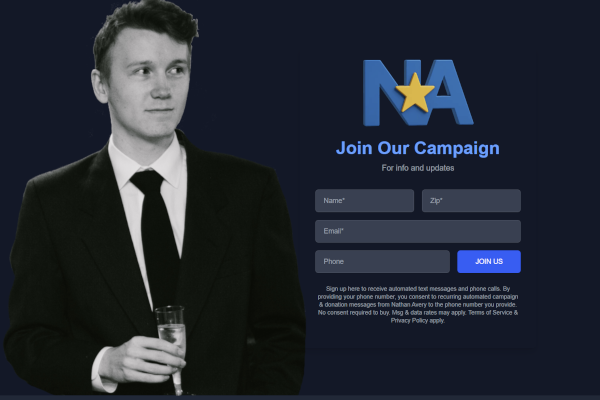 NA
Join Our Campaign
For info and updates
Name*
Zip*
Email*
Phone
JOIN US
Sign up here to receive automated text messages and phone calls. By
providing your phone number, you consent to recurring automated campaign
& donation messages from Nathan Avery to the phone number you provide.
No consent required to buy. Msg & data rates may apply. Terms of Service &
Privacy Policy apply.